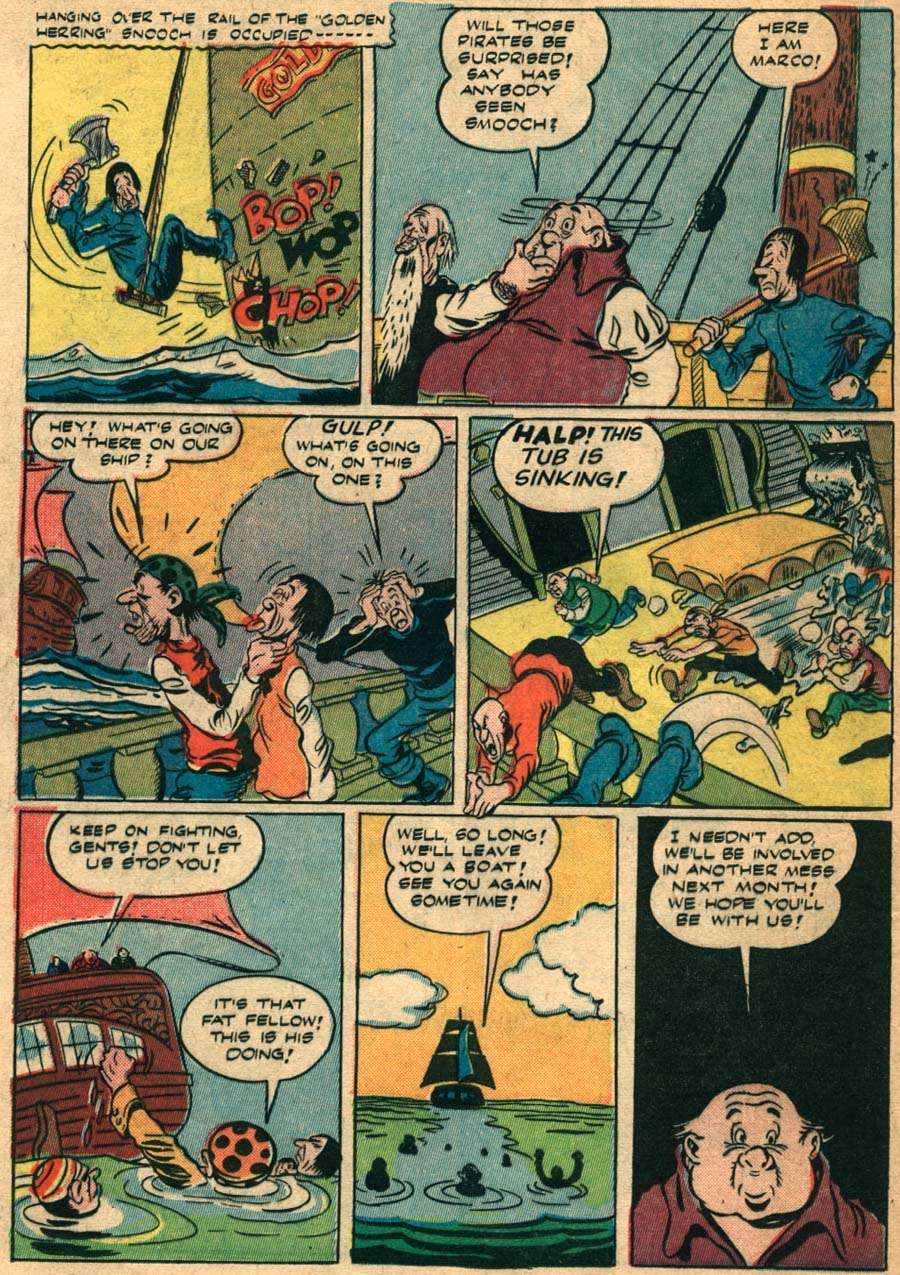 HANGING OVER THE RAIL OF THE "GOLDEN
HERRING" SNOOCH IS OCCUPIED------
GOLD
BOP!
WOP
CHOP!
WILL THOSE
PIRATES BE
SURPRISED!
SAY HAS
ANYBODY
SEEN
SMOOCH?
HERE
I AM
MARCO!
HEY! WHAT'S GOING
ON THERE ON OUR
SHIP?
GULP!
WHAT'S GOING
ON, ON THIS
ONE?
HALP! THIS
TUB IS
SINKING!
KEEP ON FIGHTING,
GENTS! DON'T LET
US STOP YOU!
IT'S THAT
FAT FELLOW!
THIS IS HIS
DOING!
WELL, SO LONG!
WE'LL LEAVE
YOU A BOAT!
SEE YOU AGAIN
SOMETIME!
I NEEDN'T ADD,
WE'LL BE INVOLVED
IN ANOTHER MESS
NEXT MONTH!
WE HOPE YOU'LL
BE WITH US!